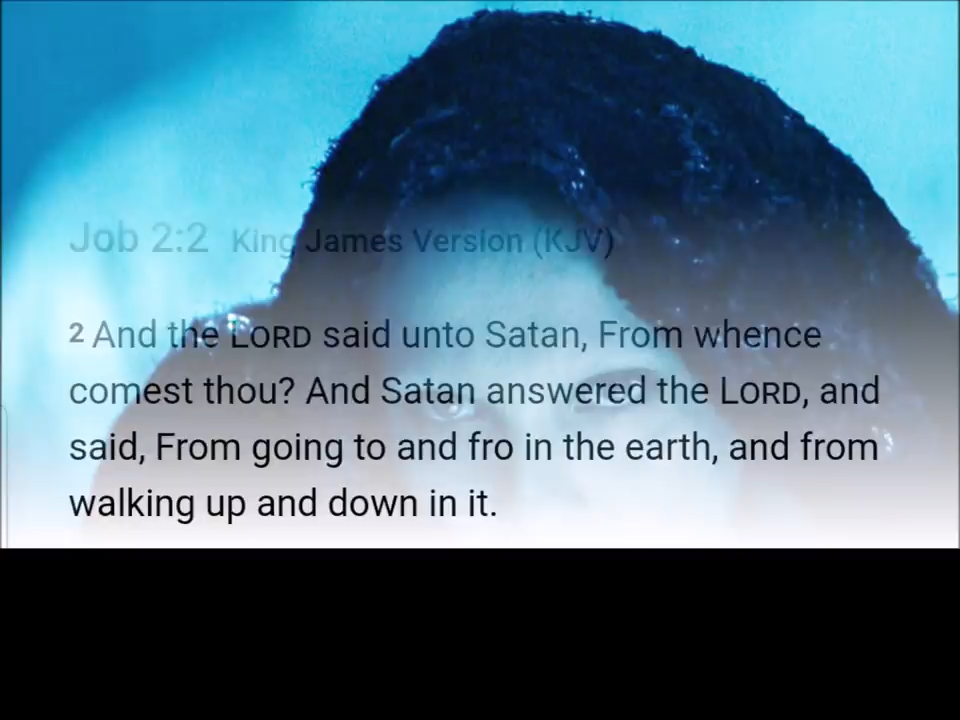 Job 2:2 King James Version (KJV)
2 And the LORD said unto Satan, From whence
comest thou? And Satan answered the LORD, and
said, From going to and fro in the earth, and from
walking up and down in it.